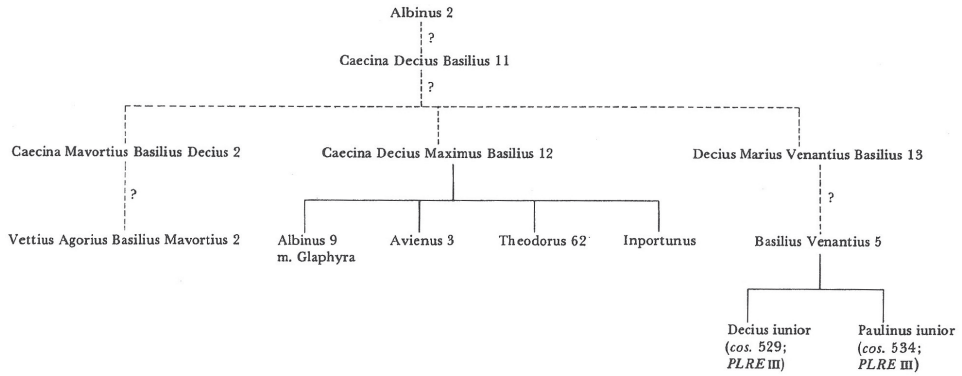 Albinus 2
?
Caecina Decius Basilius 11
?
Caecina Mavortius Basilius Decius 2
Caecina Decius Maximus Basilius 12
Decius Marius Venantius Basilius 13
?
?
Vettius Agorius Basilius Mavortius 2
Albinus 9
m. Glaphyra
Avienus 3
Theodorus 62
Inportunus
Basilius Venantius 5
Decius iunior
(cos. 529;
PLRE III)
Paulinus iunior
(cos. 534;
PLRE III)